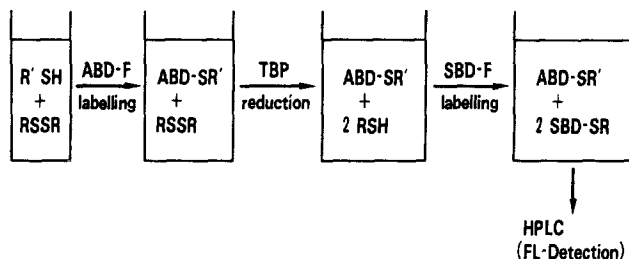 R' SH
+
RSSR
ABD-F
labelling
ABD-SR'
+
RSSR
TBP
reduction
ABD-SR'
+
2 RSH
SBD-F
labelling
ABD-SR'
+
2 SBD-SR
HPLC
(FL-Detection)